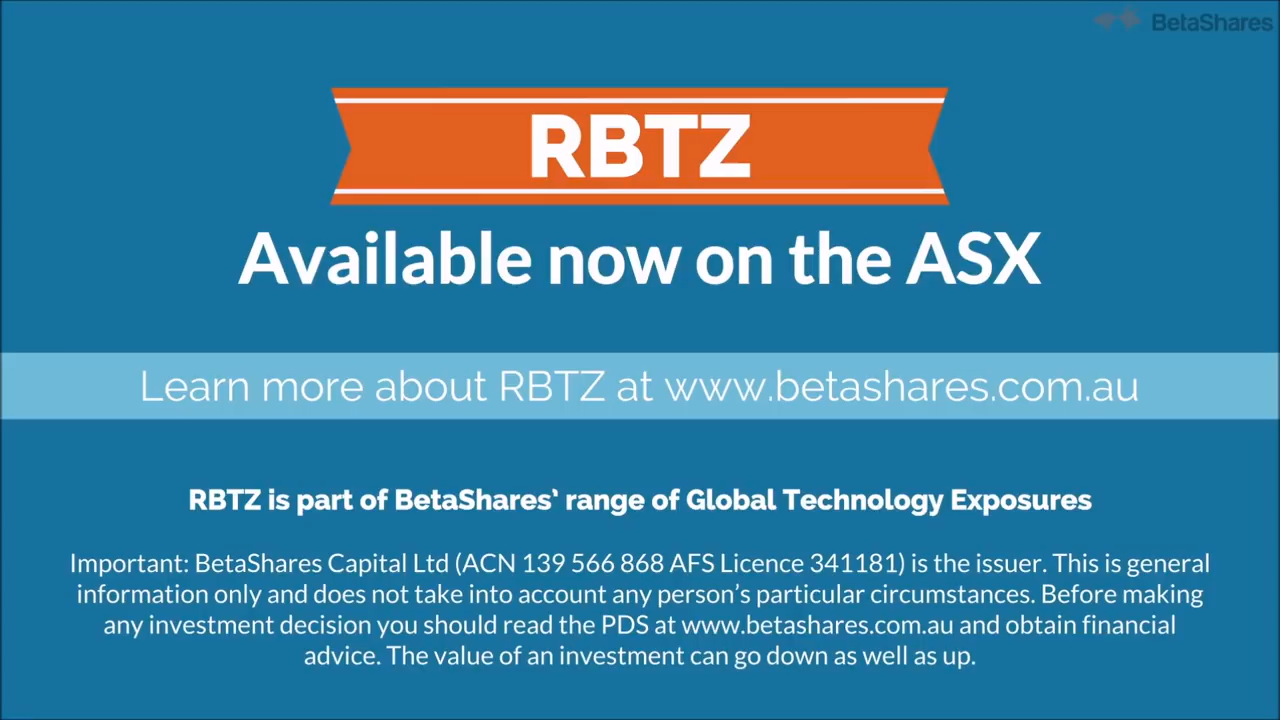 BetaShares
RBTZ
Available now on the ASX
Learn more about RBTZ at www.betashares.com.au
RBTZ is part of BetaShares' range of Global Technology Exposures
Important: BetaShares Capital Ltd (ACN 139 566 868 AFS Licence 341181) is the issuer. This is general
information only and does not take into account any person's particular circumstances. Before making
any investment decision you should read the PDS at www.betashares.com.au and obtain financial
advice. The value of an investment can go down as well as up.